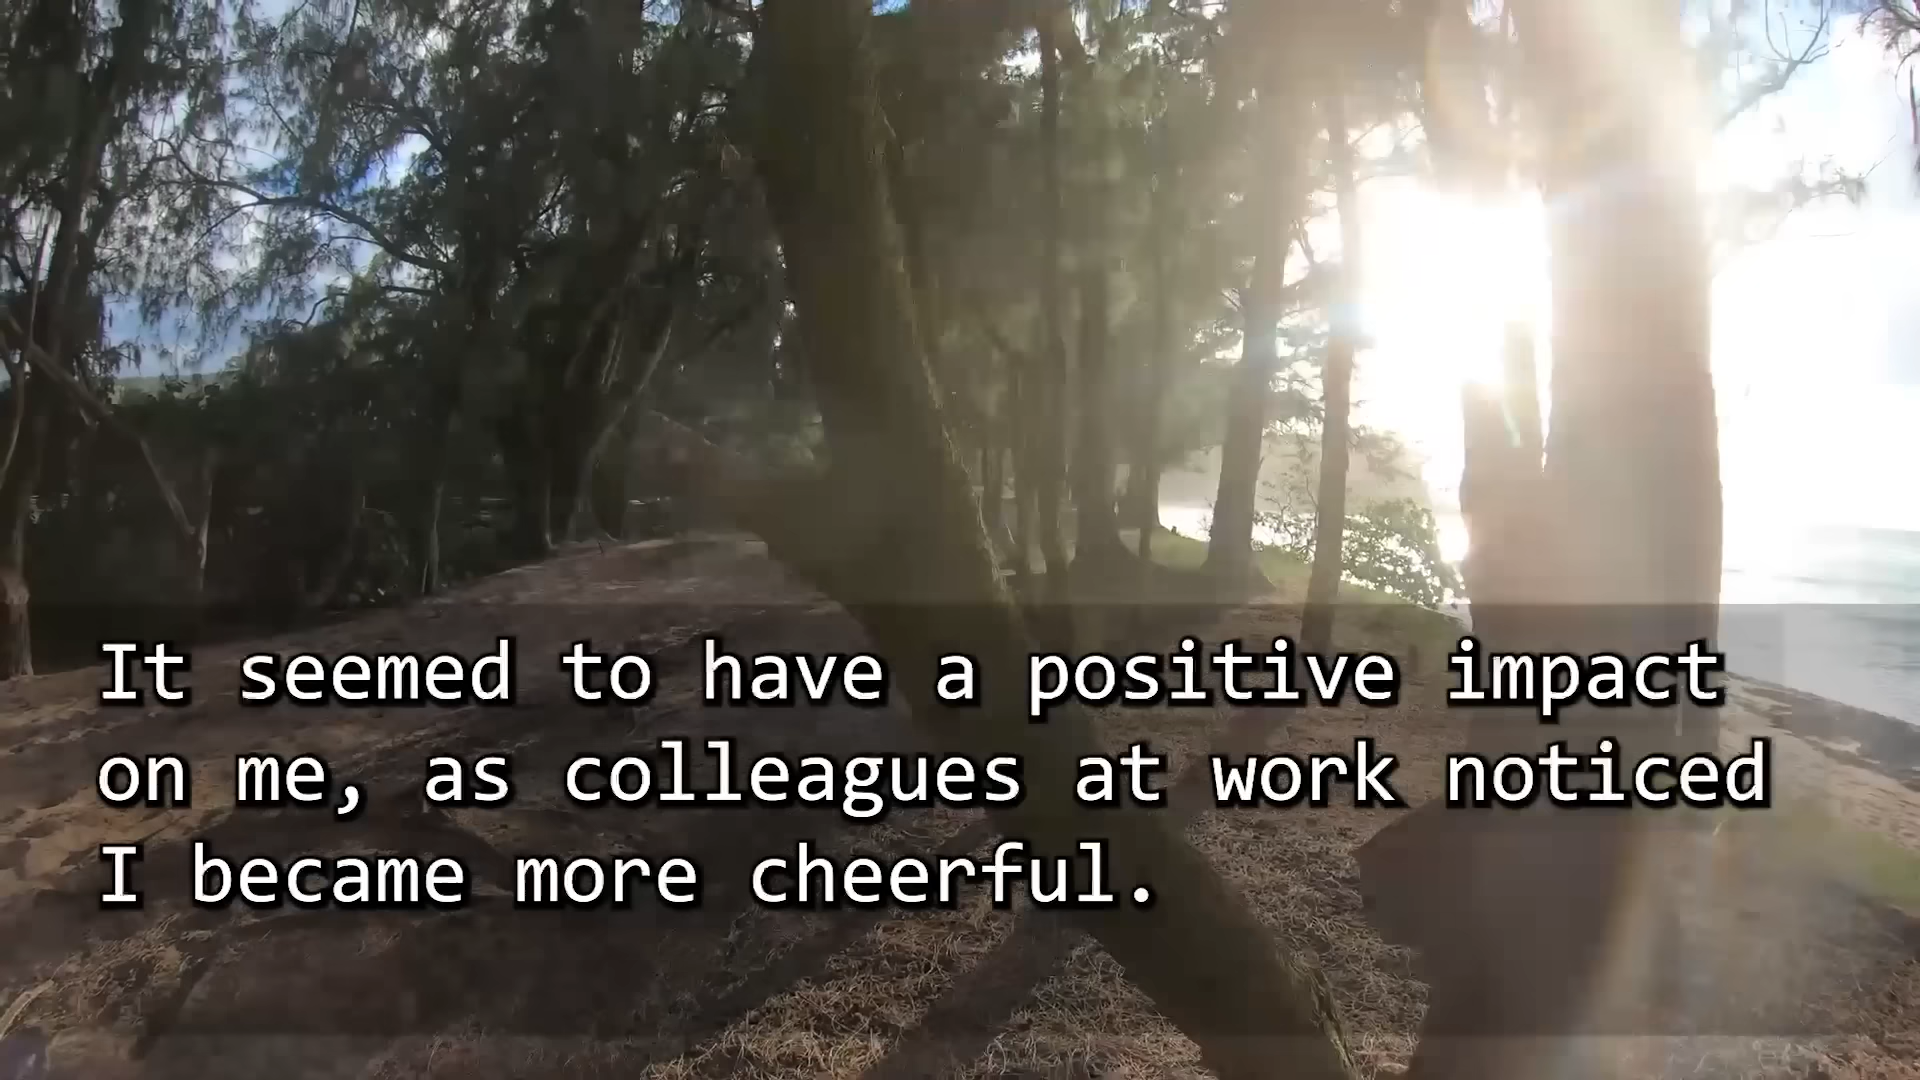 It seemed to have a positive impact
on me, as colleagues at work noticed
I became more cheerful.